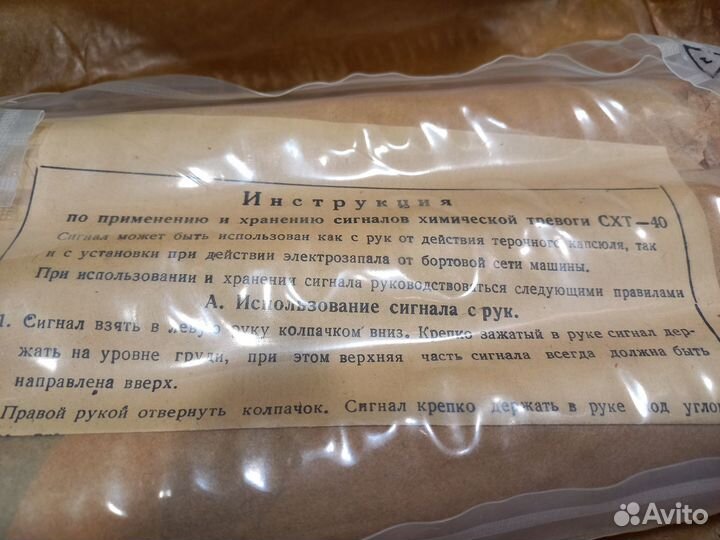 Инструкция
по применению и хранению сигналов химической тревоги СХТ—40
Сигнал может быть использован как с рук от действия терочного капсюля, так
и с установки при действии электрозапала от бортовой сети машины.
При использовании и хранении сигнала руководствоваться следующими правилами
А. Использование сигнала с рук.
1. Сигнал взять в левую руку колпачком вниз. Крепко зажатый в руке сигнал дер-
жать на уровне груди, при этом верхняя часть сигнала всегда должна быть
направлена вверх.
Правой рукой отвернуть колпачок. Сигнал крепко держать в руке под углом
Avito